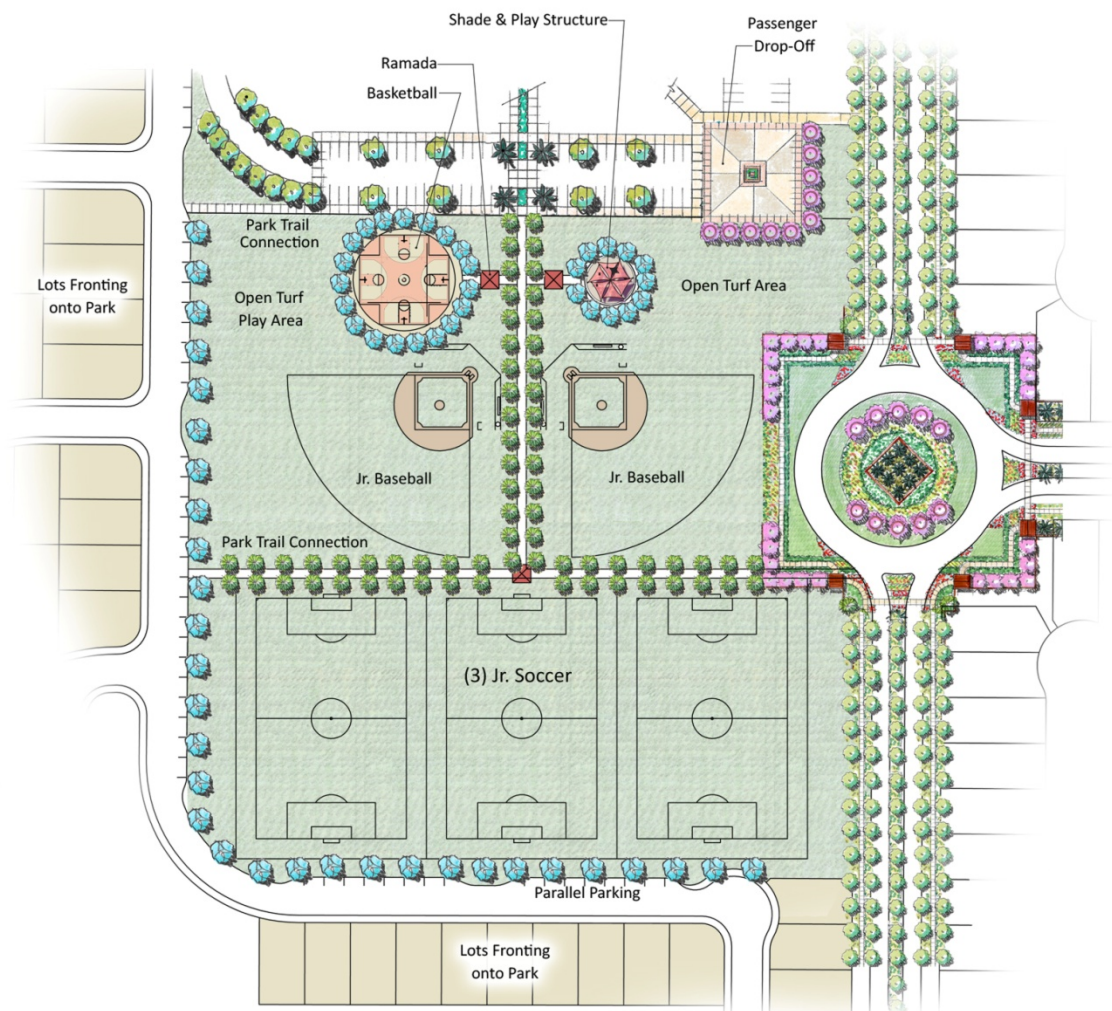 Shade & Play Structure
Passenger
Drop-Off
Ramada
Basketball
Park Trail
Connection
Lots Fronting
onto Park
Open Turf
Play Area
Open Turf Area
Jr. Baseball
Jr. Baseball
Park Trail Connection
(3) Jr. Soccer
Parallel Parking
Lots Fronting
onto Park